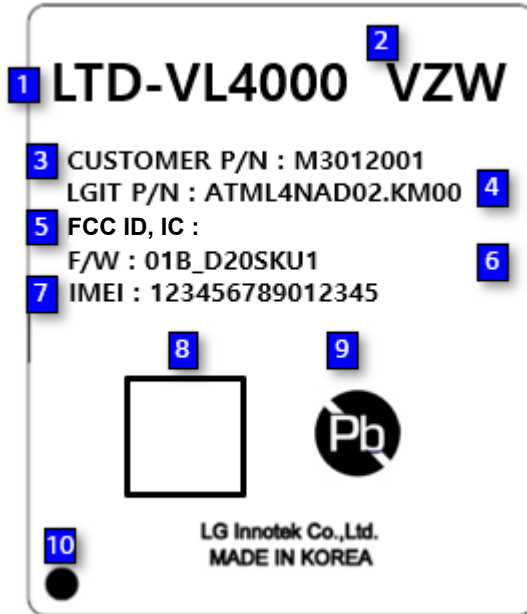 1 LTD-VL4000 2 VZW
3 CUSTOMER P/N : M3012001
LGIT P/N : ATML4NAD02.KM00 4
5 FCC ID, IC :
F/W : 01B_D20SKU1 6
7 IMEI : 123456789012345
8 9
Pb
LG Innotek Co.,Ltd.
MADE IN KOREA
10